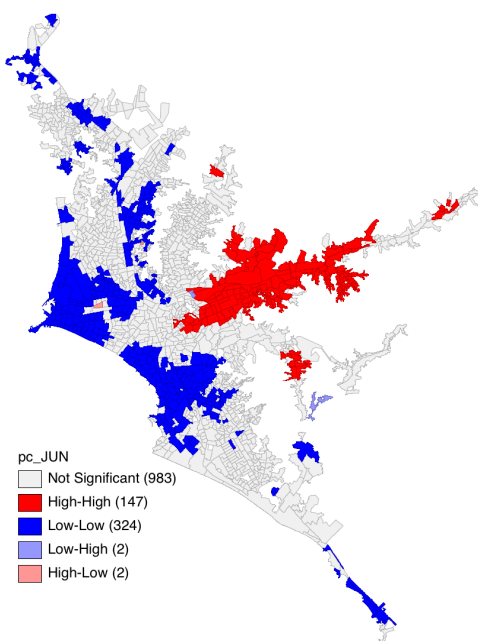 pc_JUN
Not Significant (983)
High-High (147)
Low-Low (324)
Low-High (2)
High-Low (2)